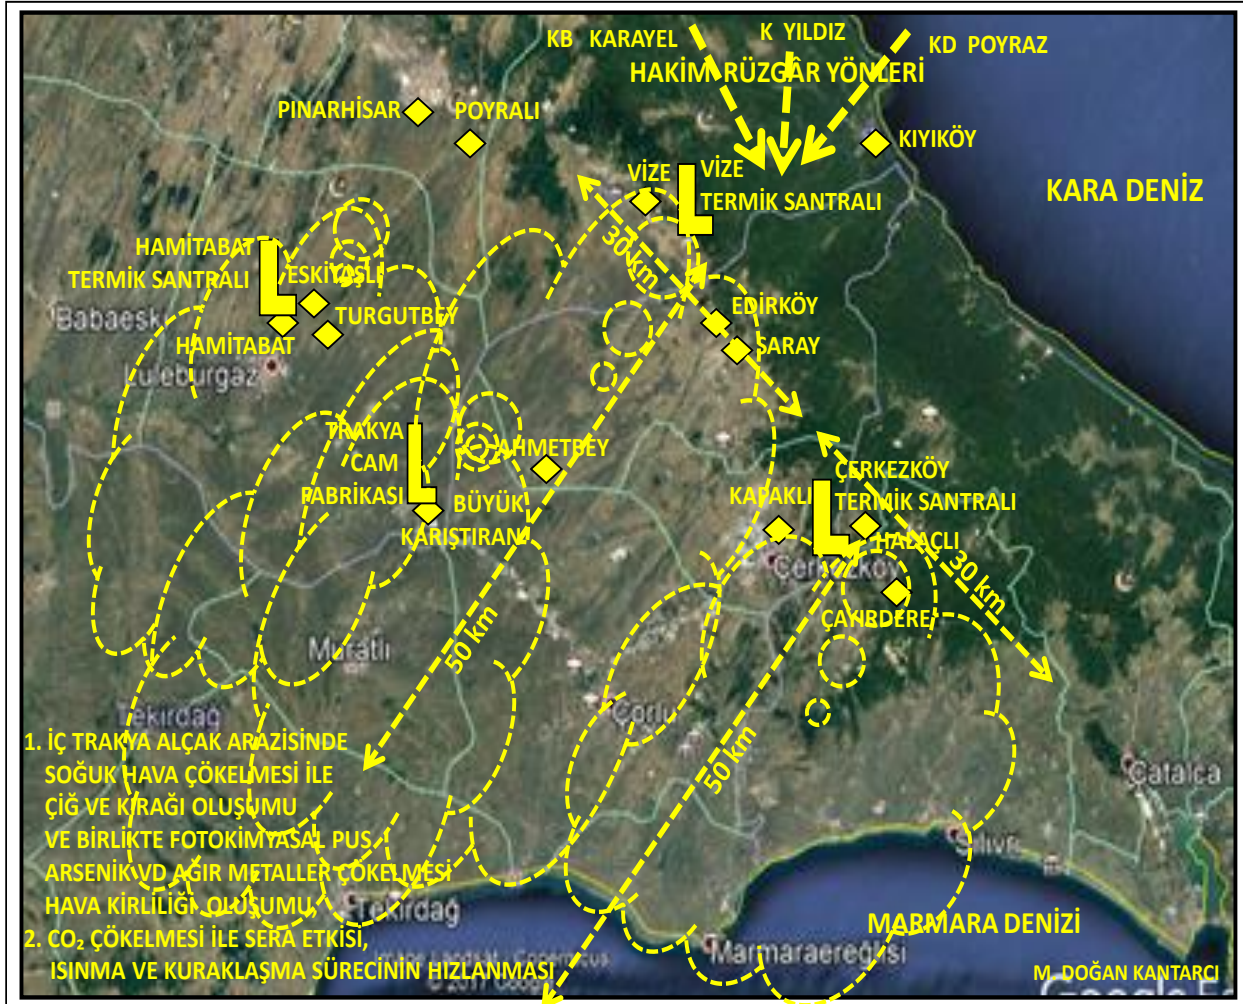 KB KARAYEL
K YILDIZ
KD POYRAZ
HAKİM RÜZGÂR YÖNLERİ
PINARHİSAR
POYRALI
KIYIKÖY
VİZE
VİZE
TERMİK SANTRALI
KARA DENİZ
30 km
HAMİTABAT
TERMİK SANTRALI
ESKİTAŞLI
TURGUTBEY
HAMİTABAT
Babaeski
Lüleburgaz
EDİRKÖY
SARAY
TRAKYA
CAM
FABRİKASI
AHMETBEY
BÜYÜK
KARIŞTIRAN
KAPAKLI
ÇERKEZKÖY
TERMİK SANTRALI
HALAÇLI
Çerkezköy
30 km
ÇAYIRDERE
50 km
Muratlı
Tekirdağ
Çorlu
50 km
Çatalca
1. İÇ TRAKYA ALÇAK ARAZİSİNDE
SOĞUK HAVA ÇÖKELMESİ İLE
ÇİĞ VE KIRAĞI OLUŞUMU
VE BİRLİKTE FOTOKİMYASAL PUS
ARSENİK VD AĞIR METALLER ÇÖKELMESİ
HAVA KİRLİLİĞİ OLUŞUMU
2. CO₂ ÇÖKELMESİ İLE SERA ETKİSİ,
ISINMA VE KURAKLAŞMA SÜRECİNİN HIZLANMASI
Silivri
Tekirdağ
MARMARA DENİZİ
Marmaraereğlisi
M. DOĞAN KANTARCI
© 2017 Google